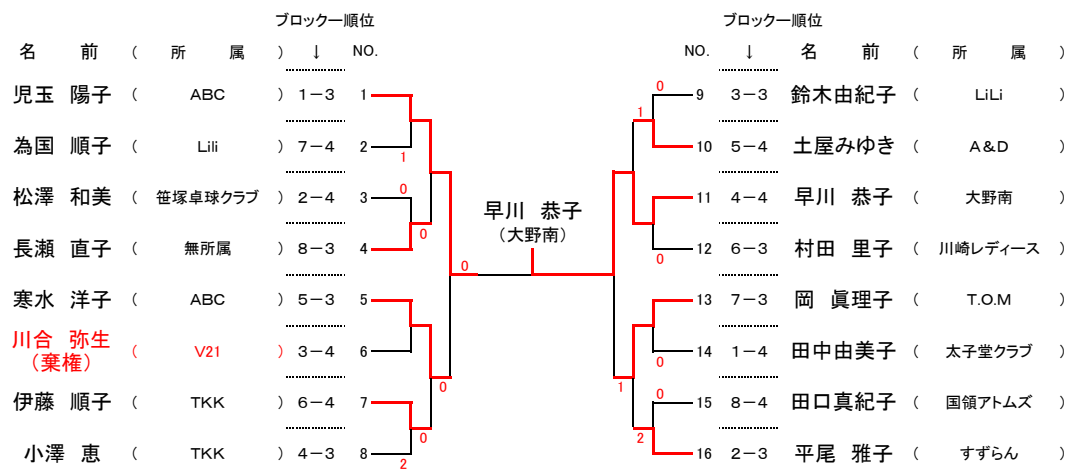 ブロックー順位 ブロックー順位
名 前 ( 所 属 ) ↓ NO. NO. ↓ 名 前 ( 所 属 )
児玉 陽子 ( ABC ) 1-3 1 0 9 3-3 鈴木由紀子 ( LiLi )
1
為国 順子 ( Lili ) 7-4 2 10 5-4 土屋みゆき ( A&D )
1
松澤 和美 ( 笹塚卓球クラブ ) 2-4 3 0 11 4-4 早川 恭子 ( 大野南 )
早川 恭子
(大野南)
0
長瀬 直子 ( 無所属 ) 8-3 4 12 6-3 村田 里子 ( 川崎レディース )
0
0
寒水 洋子 ( ABC ) 5-3 5 13 7-3 岡 眞理子 ( T.O.M )
川合 弥生
(棄権) ( V21 ) 3-4 6 14 1-4 田中由美子 ( 太子堂クラブ )
0
0 1
伊藤 順子 ( TKK ) 6-4 7 0 15 8-4 田口真紀子 ( 国領アトムズ )
0 2
小澤 恵 ( TKK ) 4-3 8 16 2-3 平尾 雅子 ( すずらん )
2